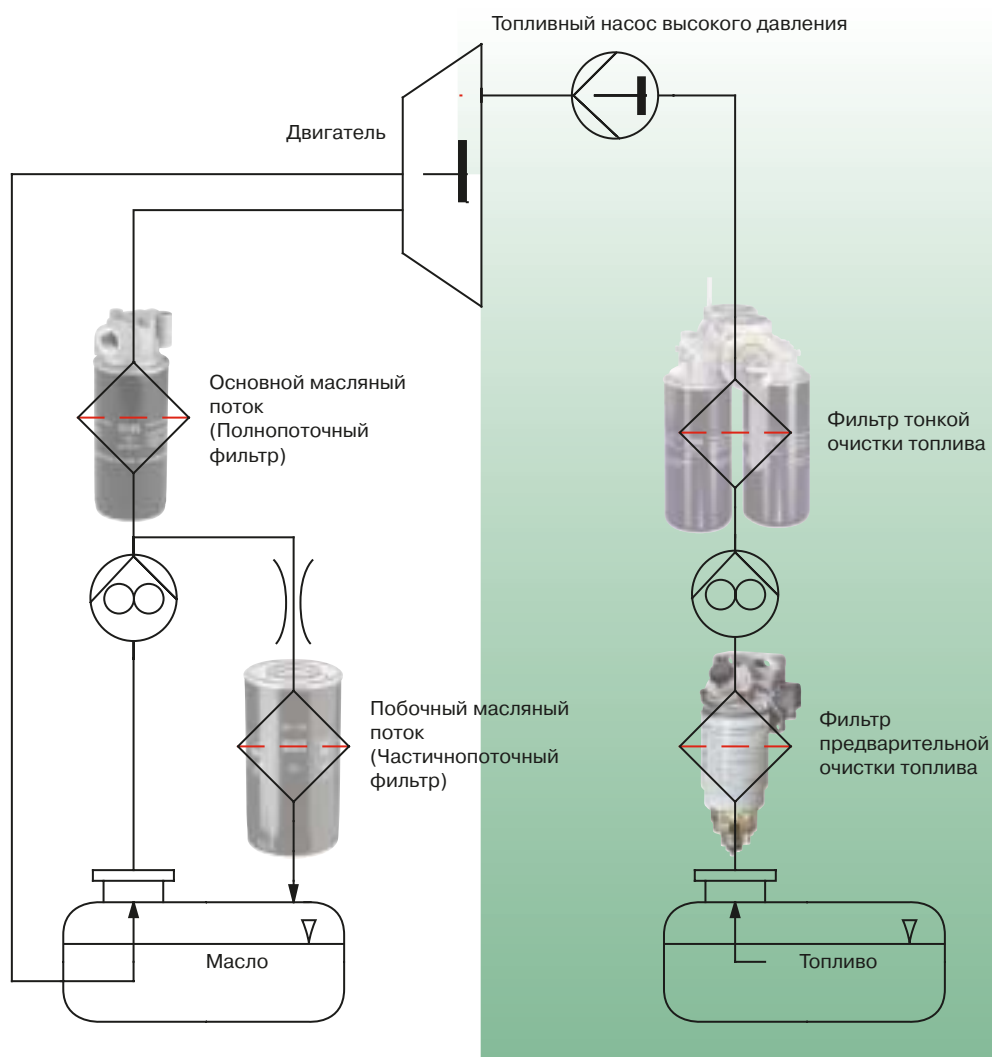 Топливный насос высокого давления
Двигатель
Основной масляный
поток
(Полнопоточный
фильтр)
Фильтр тонкой
очистки топлива
Побочный масляный
поток
(Частичнопоточный
фильтр)
Фильтр
предварительной
очистки топлива
Масло
Топливо